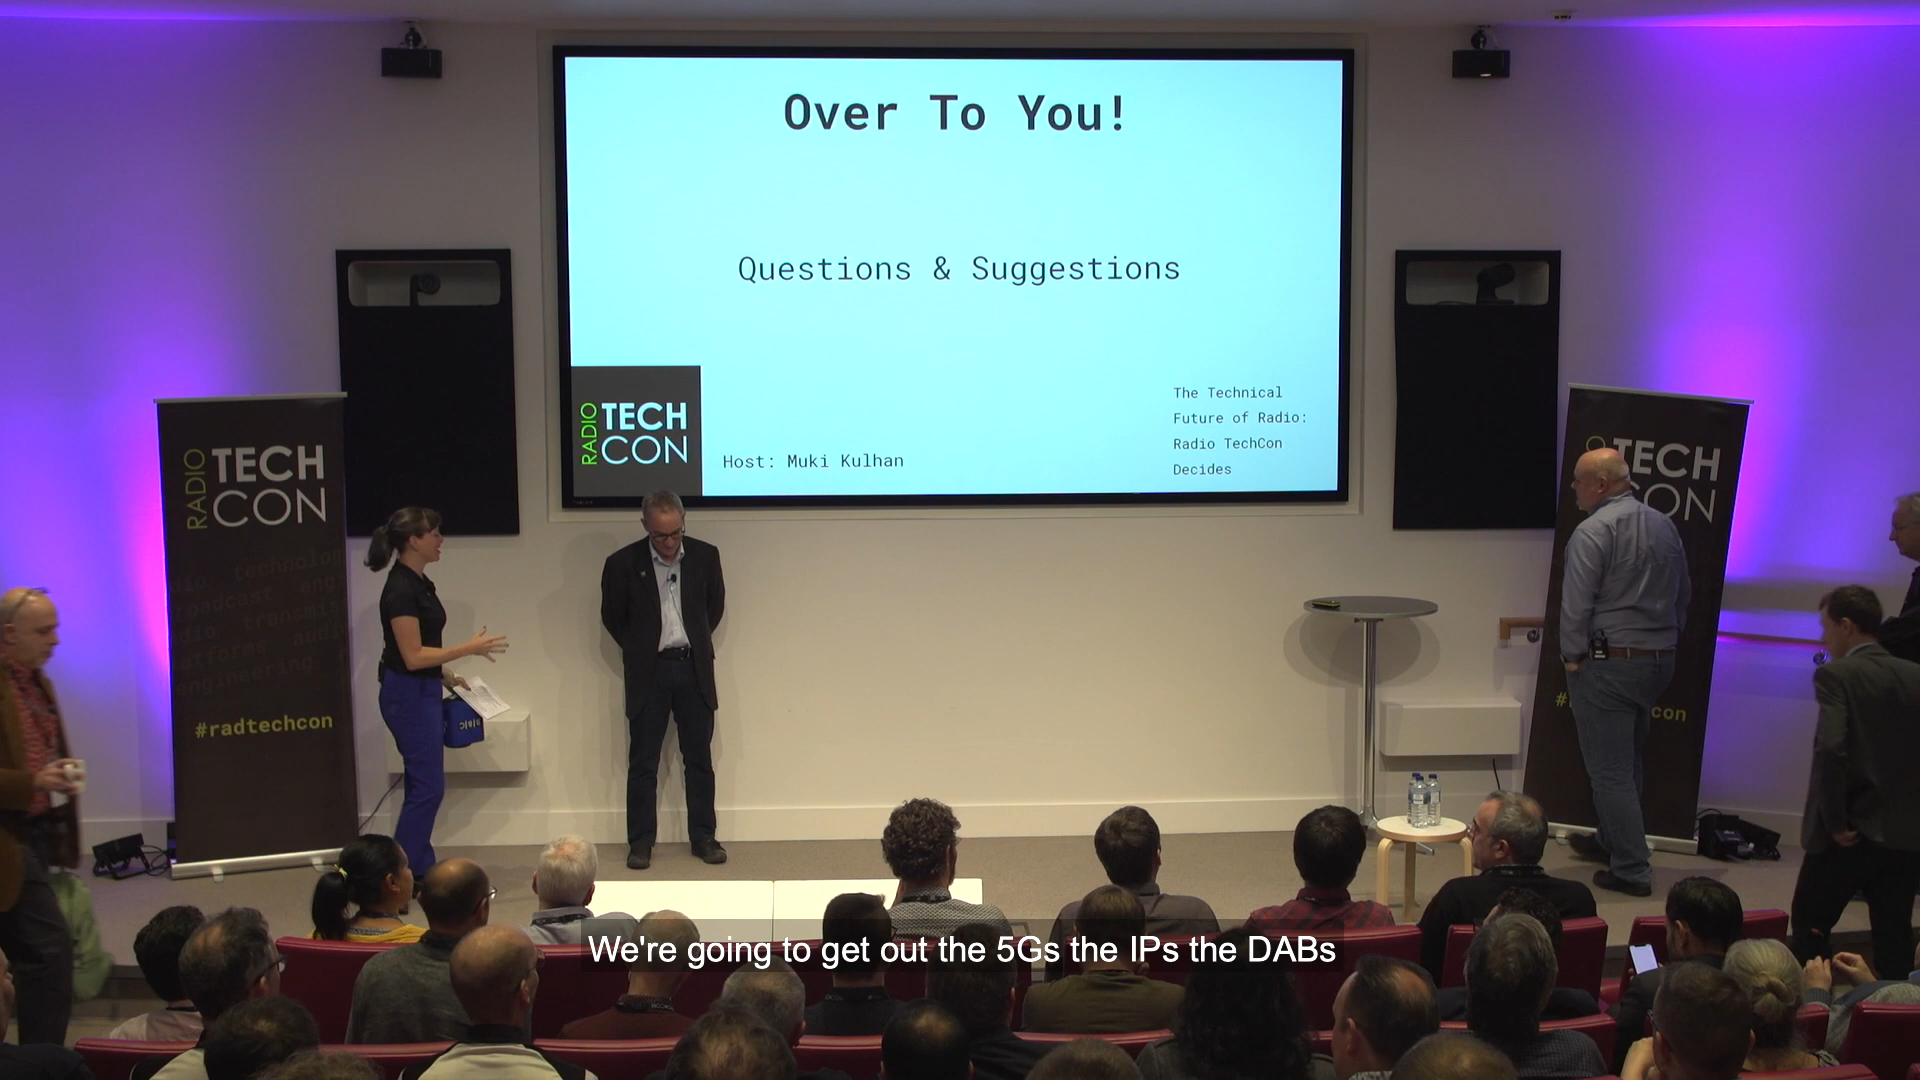 Over To You!
Questions & Suggestions
RADIO
TECH
CON
Host: Muki Kulhan
The Technical
Future of Radio:
Radio TechCon
Decides
RADIO
TECH
CON
#radtechcon
TECH
CON
We're going to get out the 5Gs the IPs the DABs